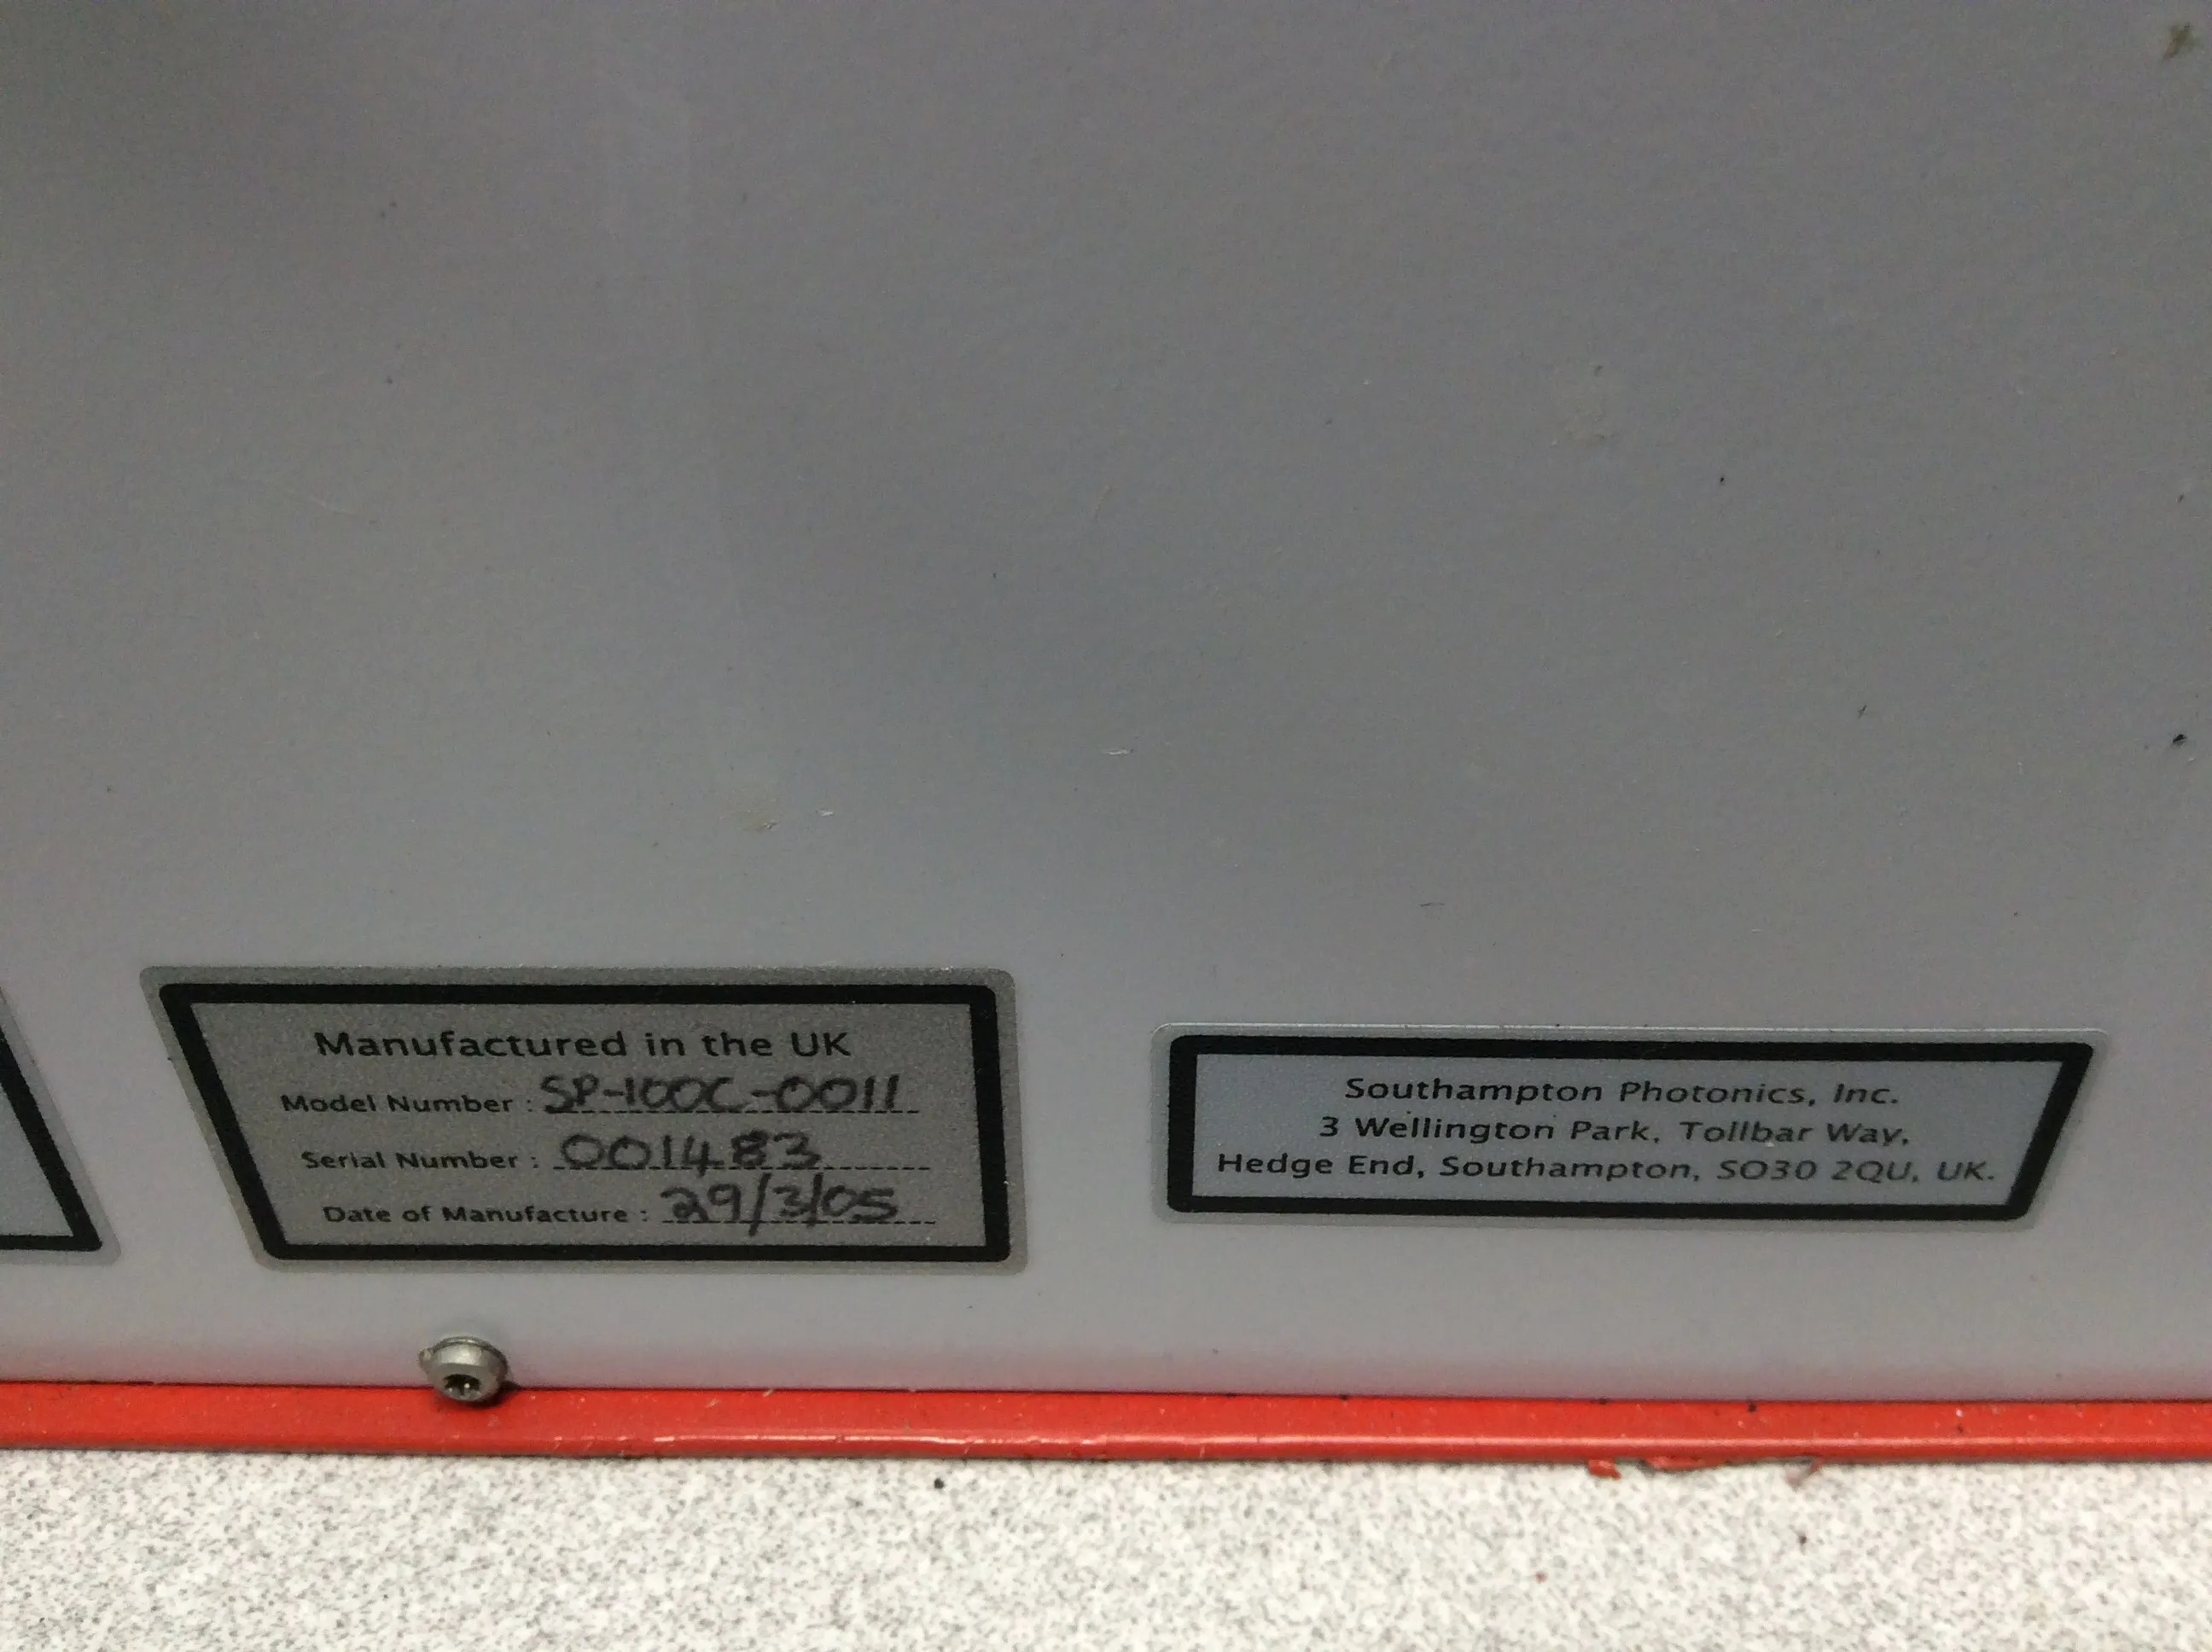 Manufactured in the UK
Model Number : SP-100C-0011
Serial Number : 001483
Date of Manufacture : 29/3/05
Southampton Photonics, Inc.
3 Wellington Park, Tollbar Way,
Hedge End, Southampton, SO30 2QU, UK.